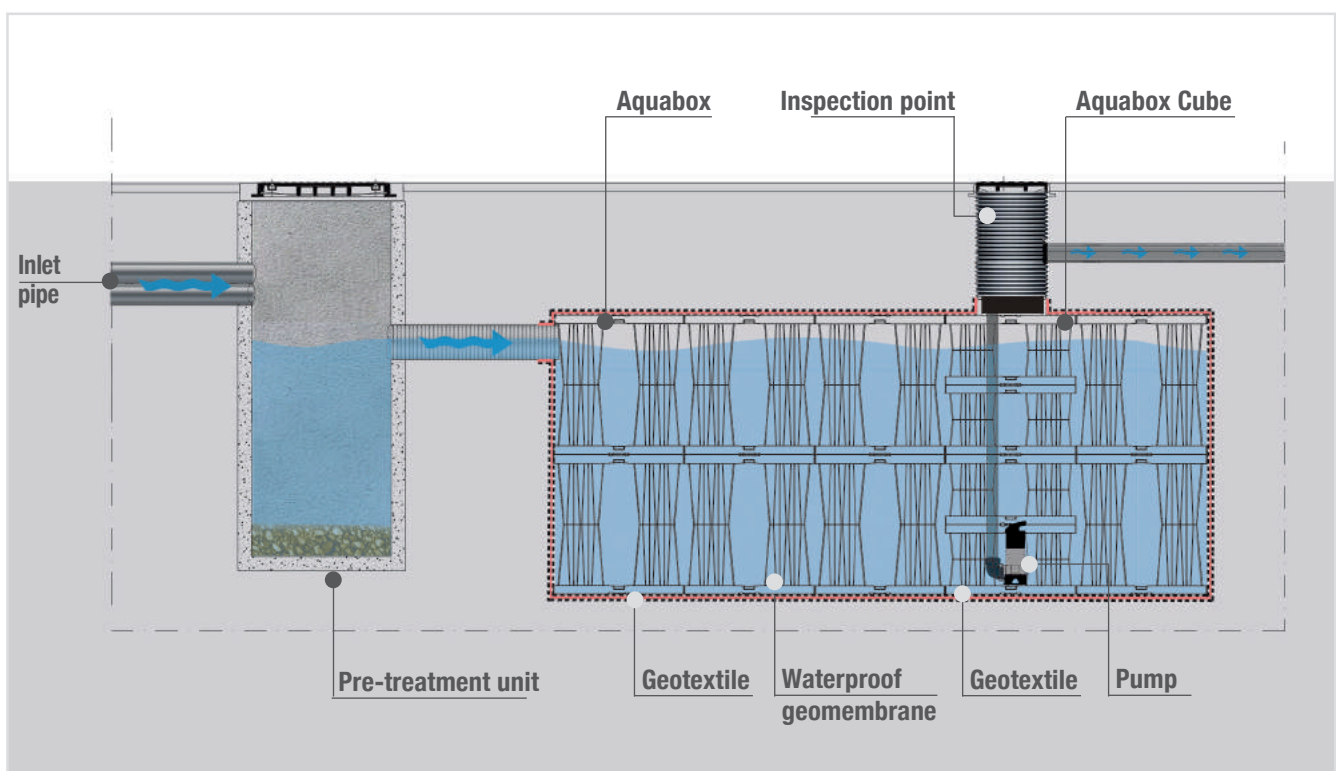 Aquabox
Inspection point
Aquabox Cube
Inlet
pipe
Pre-treatment unit
Geotextile
Waterproof
geomembrane
Geotextile
Pump